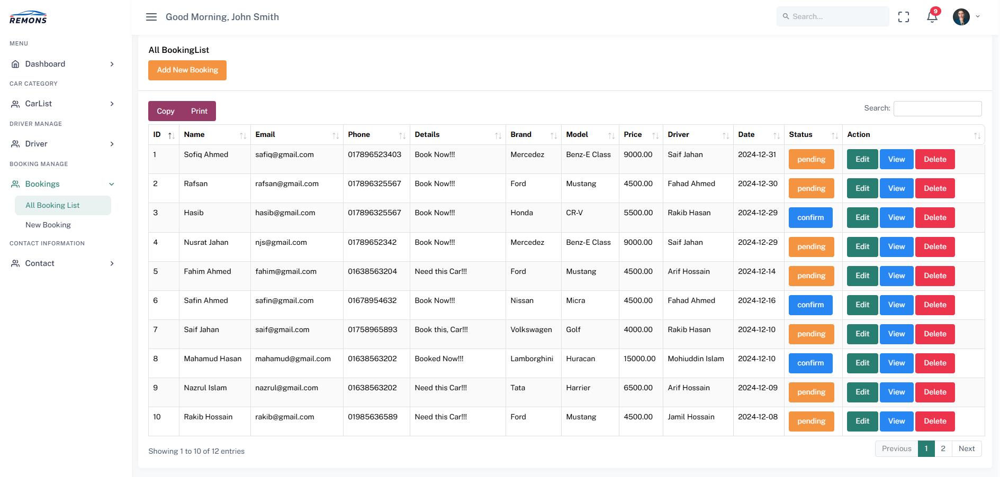 REMONS
Good Morning, John Smith
Search...
9
MENU
Dashboard
CAR CATEGORY
CarList
DRIVER MANAGE
Driver
BOOKING MANAGE
Bookings
All Booking List
New Booking
CONTACT INFORMATION
Contact
All BookingList
Add New Booking
Copy Print
Search:
ID Name Email Phone Details Brand Model Price Driver Date Status Action
1 Sofiq Ahmed safiq@gmail.com 017896523403 Book Now!!! Mercedez Benz-E Class 9000.00 Saif Jahan 2024-12-31 pending Edit View Delete
2 Rafsan rafsan@gmail.com 017896325567 Book Now!!! Ford Mustang 4500.00 Fahad Ahmed 2024-12-30 pending Edit View Delete
3 Hasib hasib@gmail.com 017896325567 Book Now!!! Honda CR-V 5500.00 Rakib Hasan 2024-12-29 confirm Edit View Delete
4 Nusrat Jahan njs@gmail.com 01789652342 Book Now!!! Mercedez Benz-E Class 9000.00 Saif Jahan 2024-12-29 pending Edit View Delete
5 Fahim Ahmed fahim@gmail.com 01638563204 Need this Car!!! Ford Mustang 4500.00 Arif Hossain 2024-12-14 pending Edit View Delete
6 Safin Ahmed safin@gmail.com 01678954632 Book Now!!! Nissan Micra 4500.00 Fahad Ahmed 2024-12-16 confirm Edit View Delete
7 Saif Jahan saif@gmail.com 01758965893 Book this, Car!!! Volkswagen Golf 4000.00 Rakib Hasan 2024-12-10 pending Edit View Delete
8 Mahamud Hasan mahamud@gmail.com 01638563202 Booked Now!!! Lamborghini Huracan 15000.00 Mohiuddin Islam 2024-12-10 confirm Edit View Delete
9 Nazrul Islam nazrul@gmail.com 01638563202 Need this Car!!! Tata Harrier 6500.00 Arif Hossain 2024-12-09 pending Edit View Delete
10 Rakib Hossain rakib@gmail.com 01985636589 Need this Car!!! Ford Mustang 4500.00 Jamil Hossain 2024-12-08 pending Edit View Delete
Showing 1 to 10 of 12 entries
Previous 1 2 Next